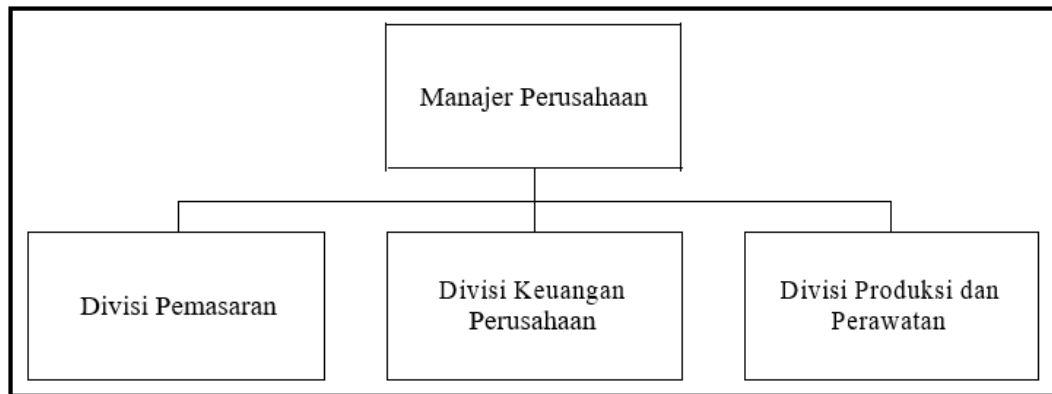 Manajer Perusahaan
Divisi Pemasaran
Divisi Keuangan
Perusahaan
Divisi Produksi dan
Perawatan